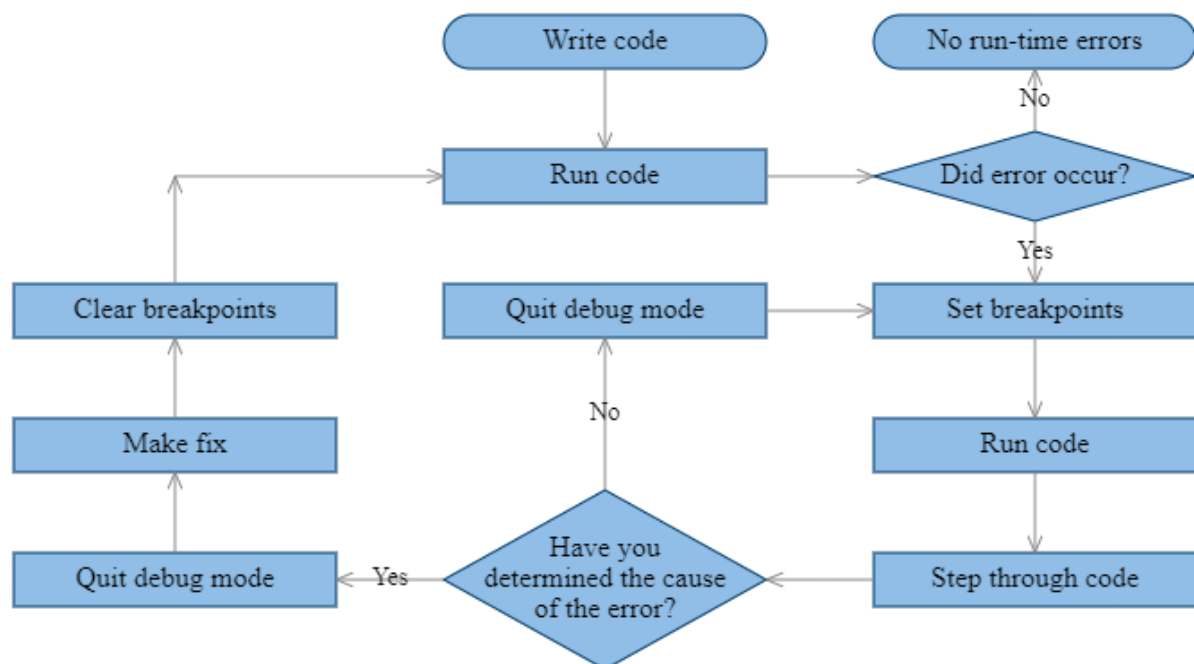 Write code
No run-time errors
No
Run code
Did error occur?
Yes
Clear breakpoints
Quit debug mode
Set breakpoints
No
Make fix
Run code
Have you
determined the cause
of the error?
Yes
Quit debug mode
Step through code